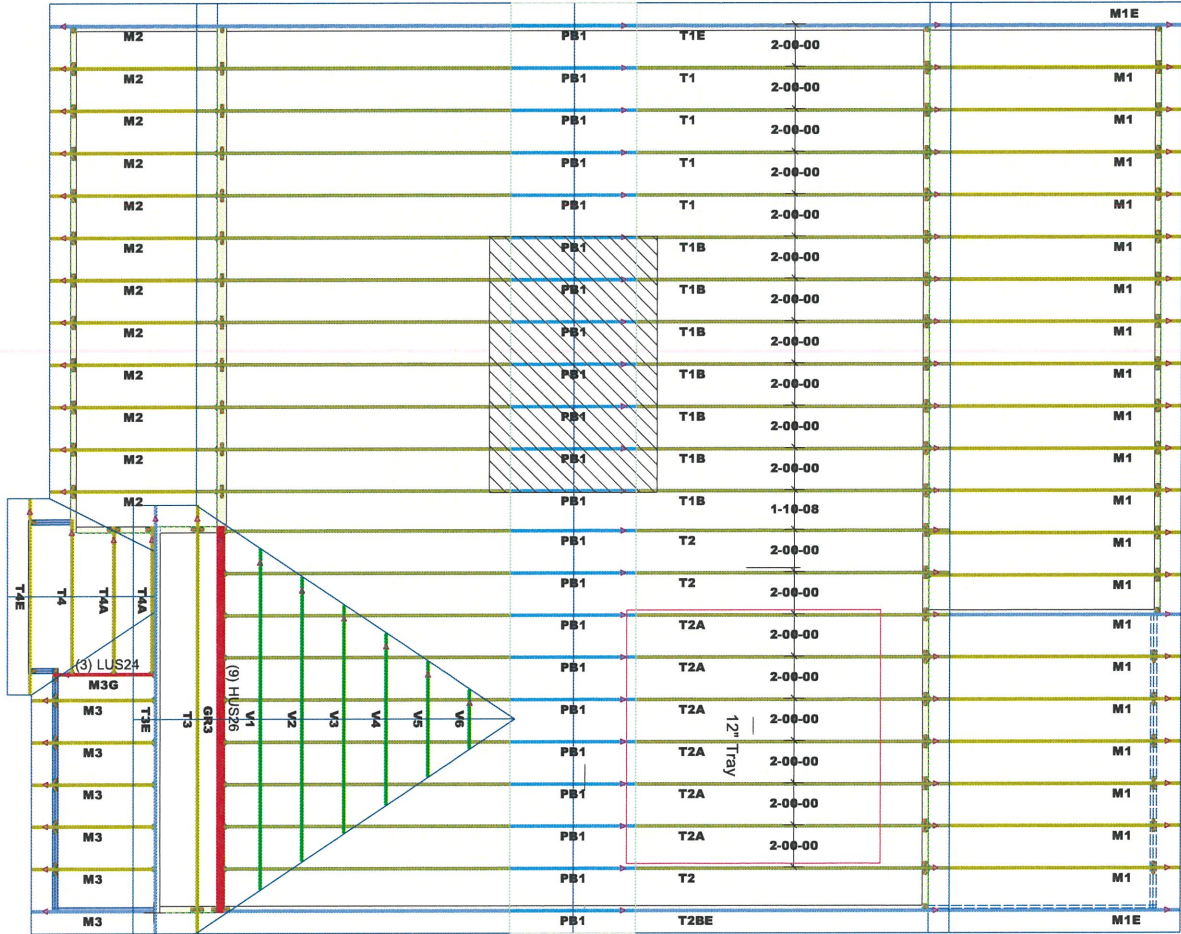 M1E
M2 PB1 T1E
2-00-00
M2 PB1 T1 M1
2-00-00
M2 PB1 T1 M1
2-00-00
M2 PB1 T1 M1
2-00-00
M2 PB1 T1 M1
2-00-00
M2 PB1 T1B M1
2-00-00
M2 PB1 T1B M1
2-00-00
M2 PB1 T1B M1
2-00-00
M2 PB1 T1B M1
2-00-00
M2 PB1 T1B M1
2-00-00
M2 PB1 T1B M1
2-00-00
M2 PB1 T1B M1
1-10-08
PB1 T2 M1
2-00-00
PB1 T2 M1
2-00-00
T4E
T4
T4A
T4A
PB1 T2A M1
2-00-00
(3) LUS24
M3G
PB1 T2A M1
2-00-00
M3 PB1 T2A M1
T3E
T3
GR3
(9) HUS26
V1
V2
V3
V4
V5
V6
2-00-00
12" Tray
M3 PB1 T2A M1
2-00-00
M3 PB1 T2A M1
2-00-00
M3 PB1 T2A M1
2-00-00
M3 PB1 T2 M1
M3 PB1 T2BE M1E